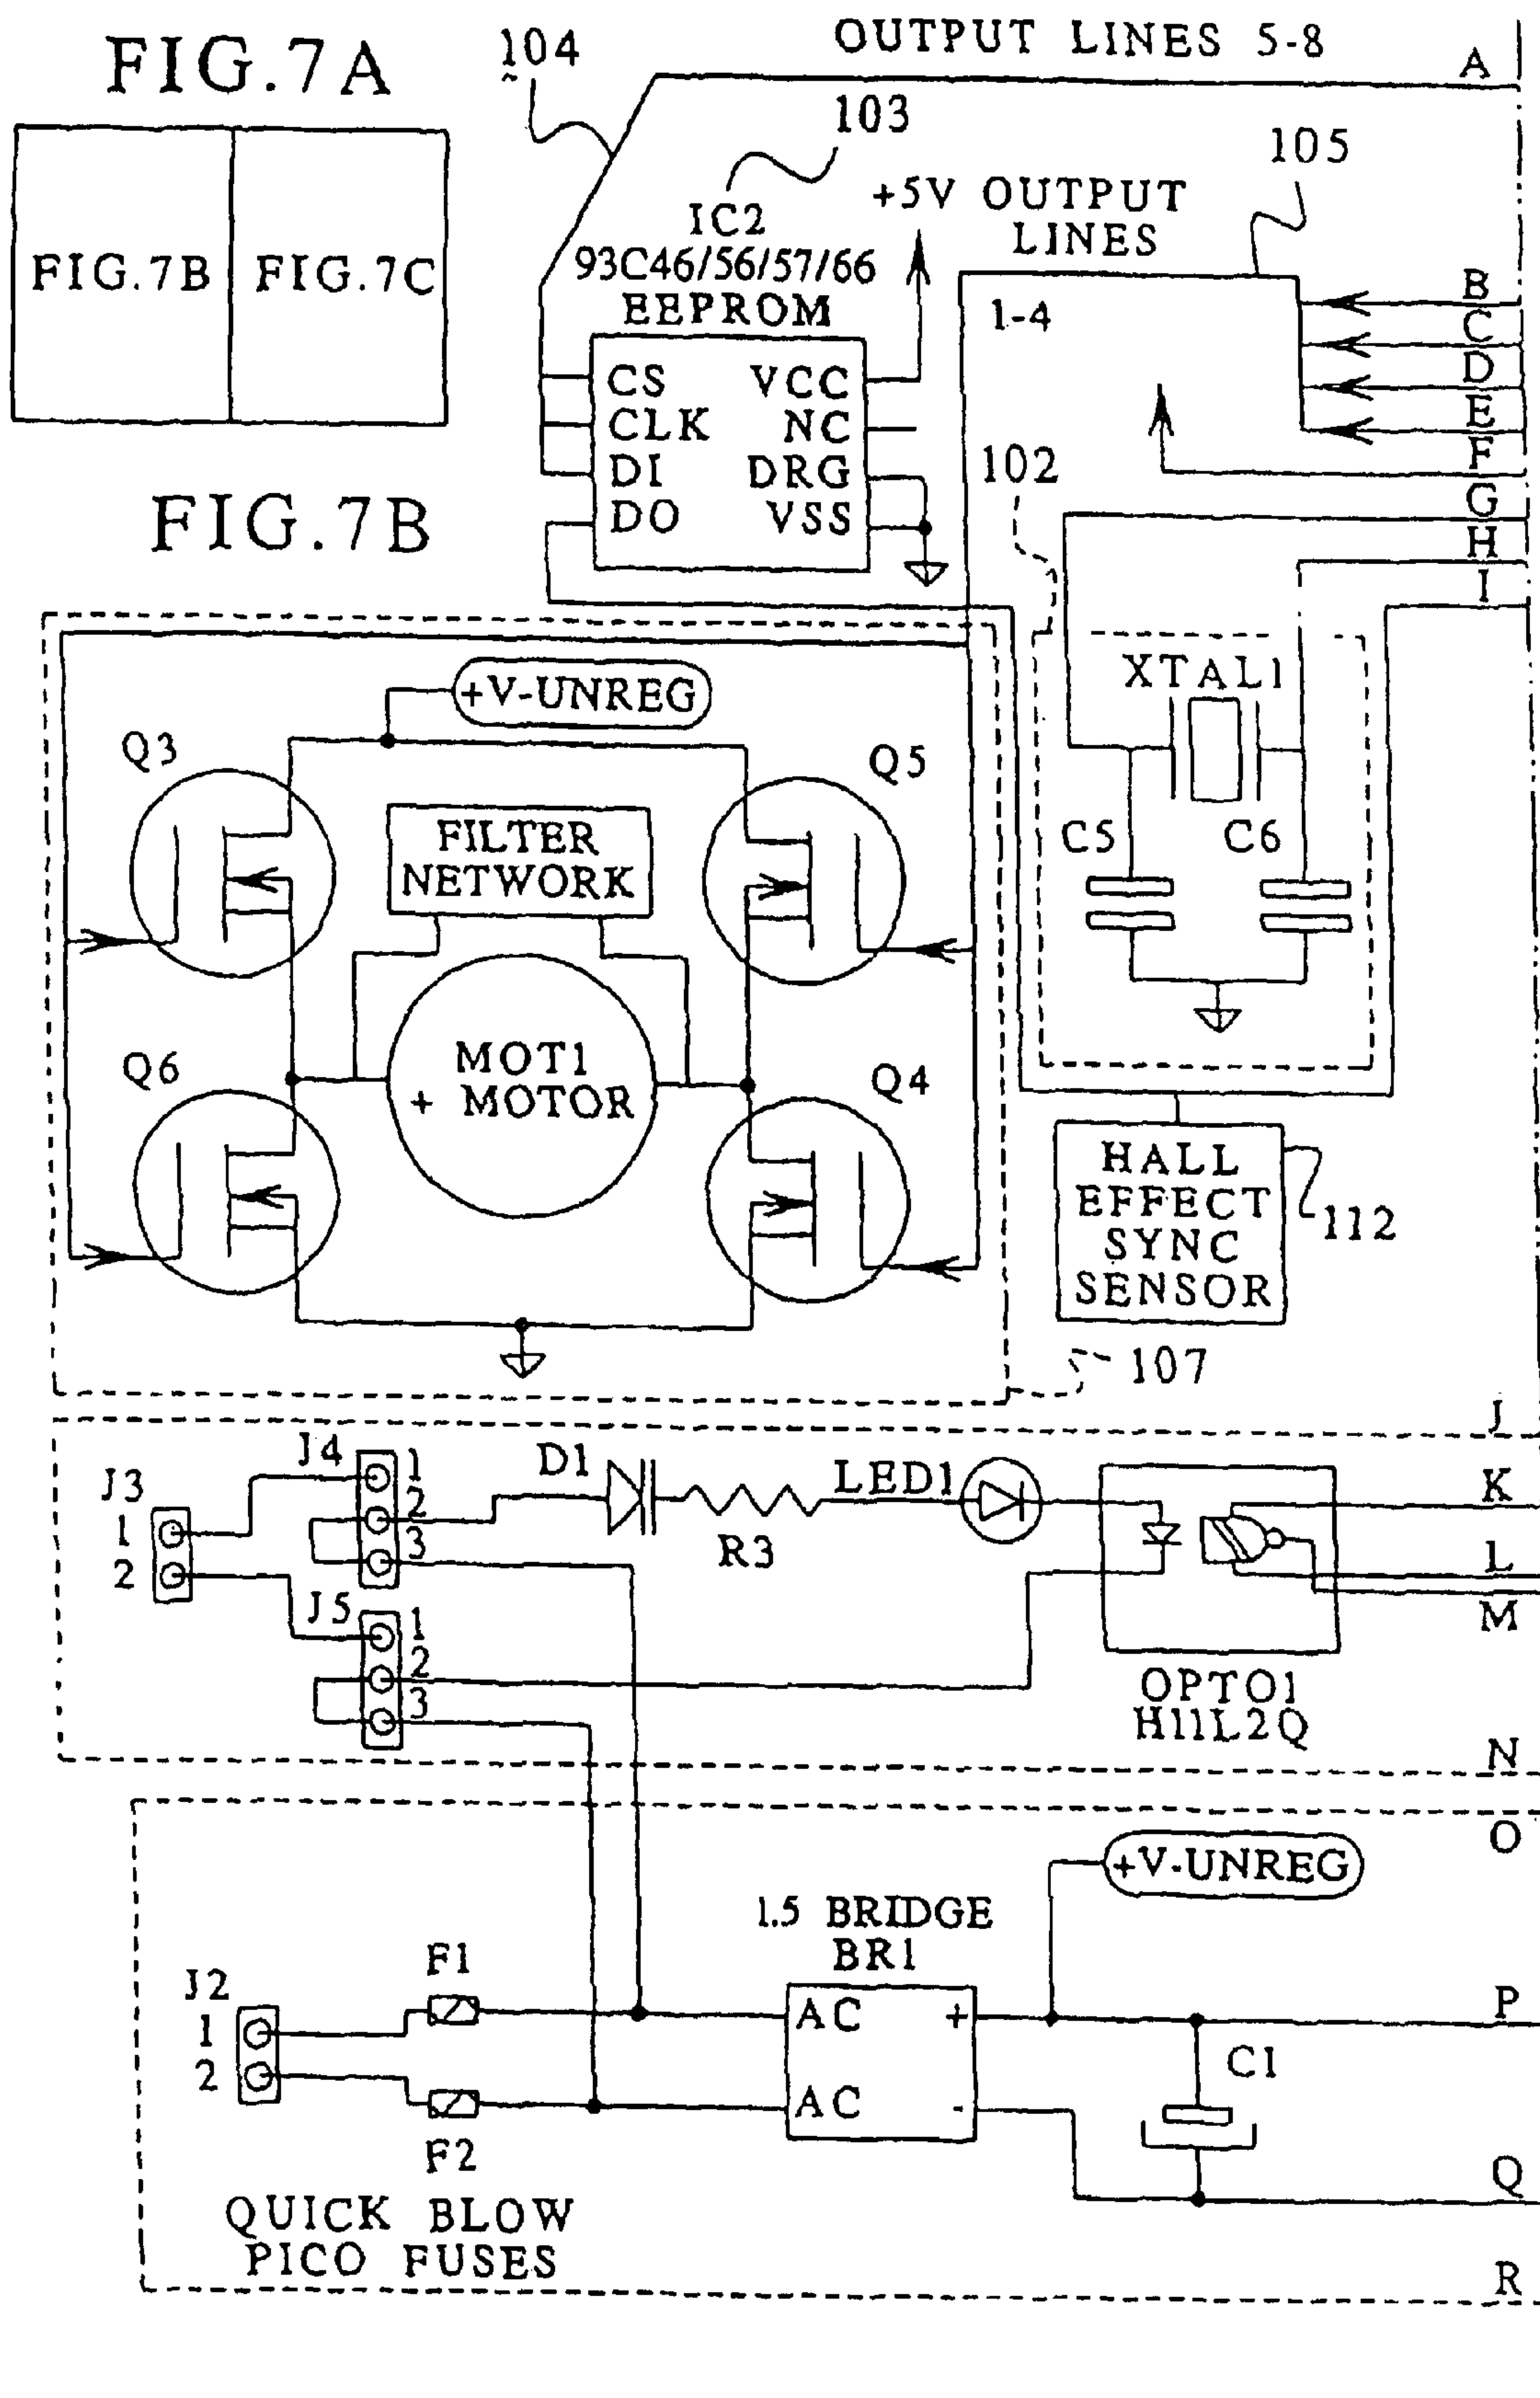 FIG.7A
104
OUTPUT LINES 5-8
A
103
105
+5V OUTPUT
LINES
IC2
93C46/56/57/66
EEPROM
FIG.7B FIG.7C
1-4
B
C
D
E
F
G
H
I
CS VCC
CLK NC
DI DRG
DO VSS
102
FIG.7B
XTAL1
C5 C6
+V-UNREG
Q3
Q5
FILTER
NETWORK
Q6
Q4
MOT1
+ MOTOR
HALL
EFFECT
SYNC
SENSOR
112
107
J
J3
1
2
J4
1
2
3
D1
R3
LED1
K
L
M
J5
1
2
3
OPTO1
H11L2Q
N
O
+V-UNREG
1.5 BRIDGE
BR1
J2
1
2
F1
F2
AC +
AC -
C1
P
Q
QUICK BLOW
PICO FUSES
R